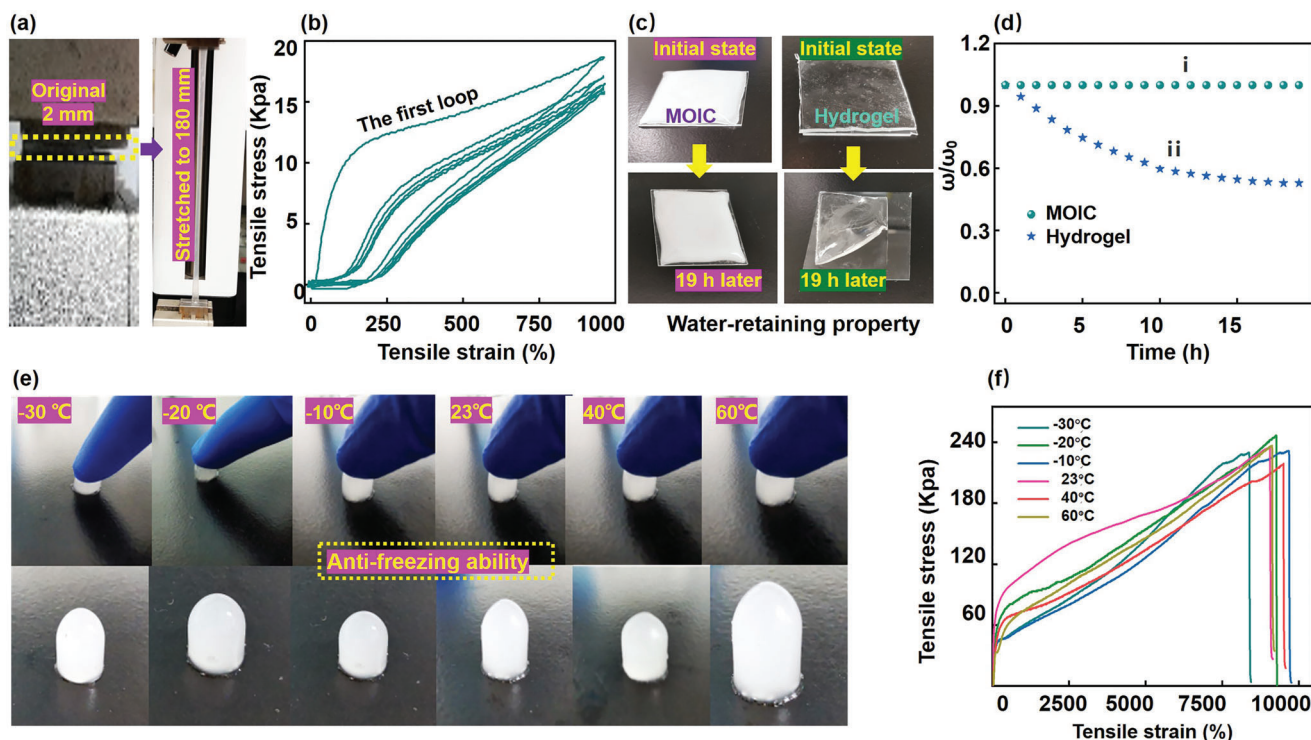 (a)
Original
2 mm
Stretched to 180 mm
(b)
Tensile stress (Kpa)
20
15
10
5
0
The first loop
0 250 500 750 1000
Tensile strain (%)
(c)
Initial state
MOIC
Initial state
Hydrogel
19 h later
19 h later
Water-retaining property
(d)
ω/ω₀
1.2
0.9
0.6
0.3
0.0
i
ii
MOIC
Hydrogel
0 5 10 15
Time (h)
(e)
-30 ℃
-20 ℃
-10℃
23℃
40℃
60℃
Anti-freezing ability
(f)
Tensile stress (Kpa)
240
180
120
60
-30°C
-20°C
-10°C
23°C
40°C
60°C
0 2500 5000 7500 10000
Tensile strain (%)